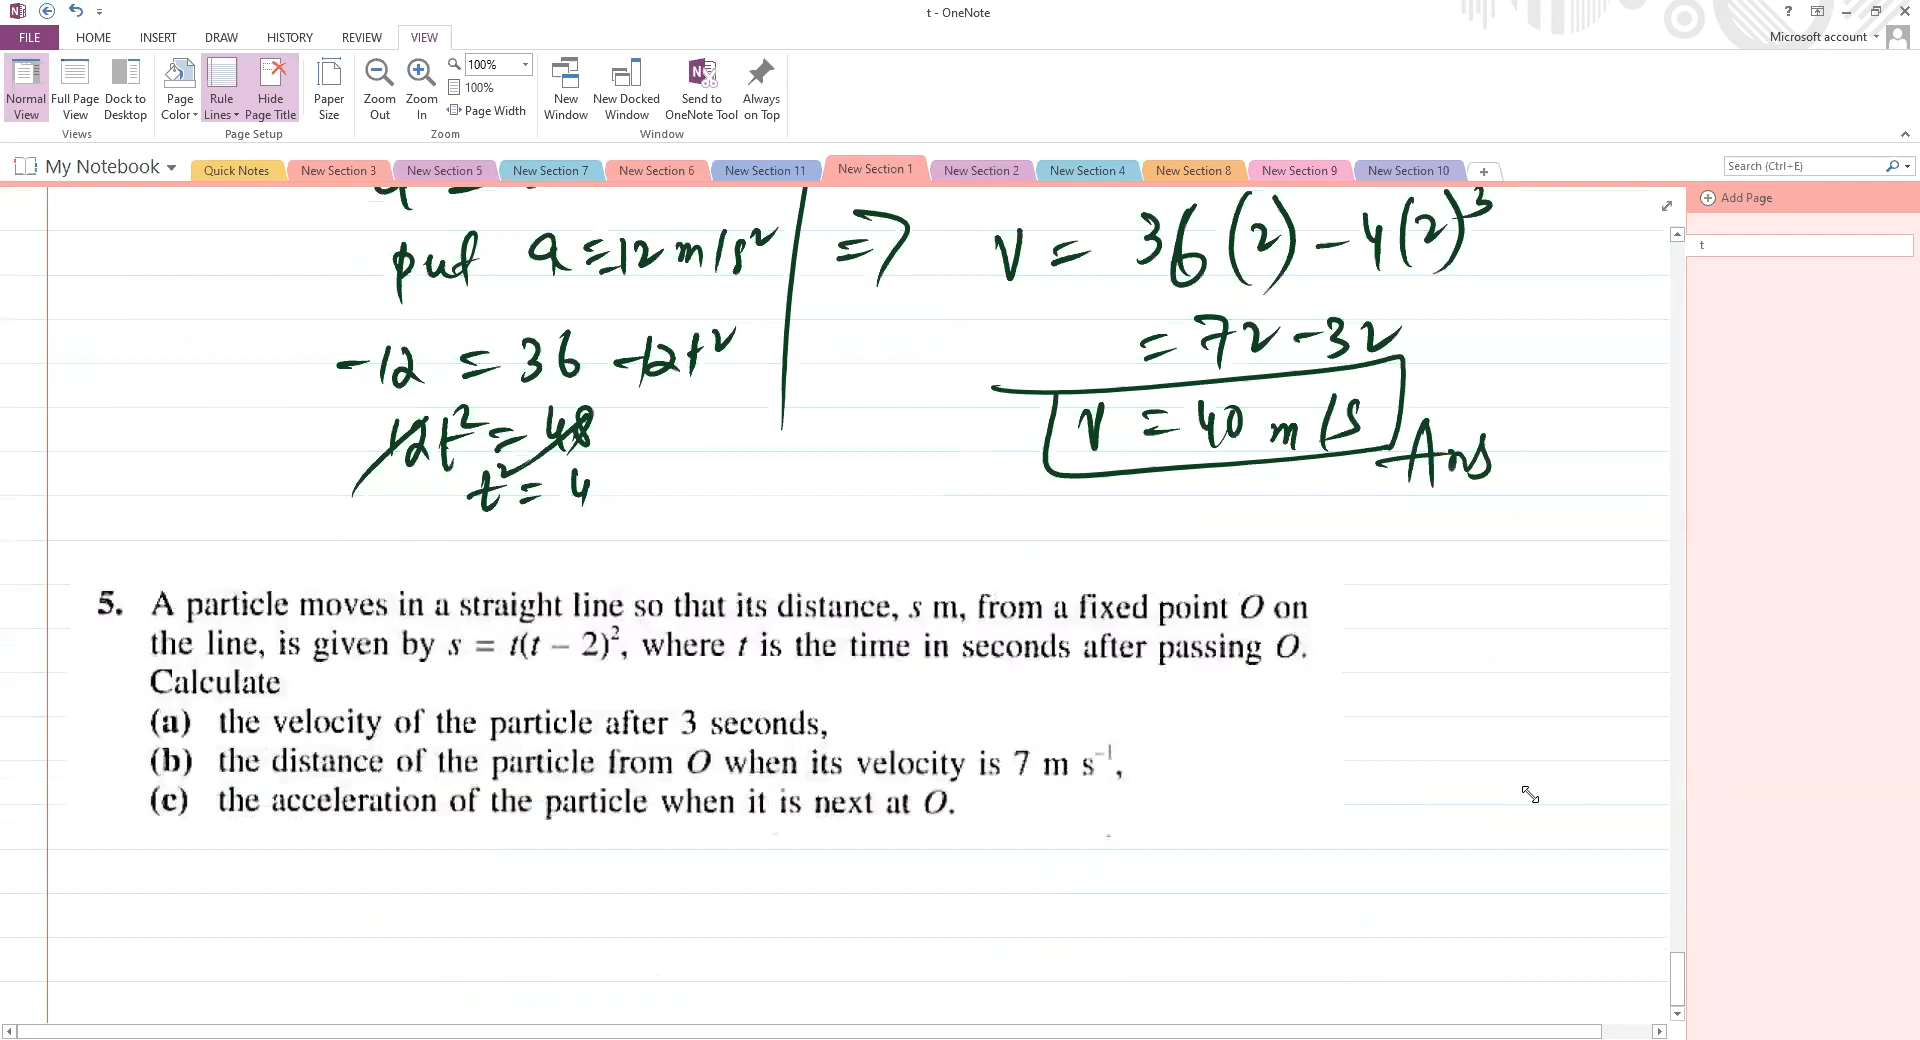 t - OneNote
?
Microsoft account
FILE HOME INSERT DRAW HISTORY REVIEW VIEW
Normal View
Full Page View
Dock to Desktop
Views
Page Color
Rule Lines
Hide Page Title
Paper Size
Page Setup
Zoom Out
Zoom In
100%
100%
Page Width
Zoom
New Window
New Docked Window
Send to OneNote Tool
Always on Top
Window
My Notebook
Quick Notes New Section 3 New Section 5 New Section 7 New Section 6 New Section 11 New Section 1 New Section 2 New Section 4 New Section 8 New Section 9 New Section 10 +
Search (Ctrl+E)
Add Page
t
put a = -12 m/s²
-12 = 36 - 12t²
12t² = 48
t² = 4
=> V = 36(2) - 4(2)³
= 72 - 32
V = 40 m/s
Ans
5. A particle moves in a straight line so that its distance, s m, from a fixed point O on
the line, is given by s = t(t − 2)², where t is the time in seconds after passing O.
Calculate
(a) the velocity of the particle after 3 seconds,
(b) the distance of the particle from O when its velocity is 7 m s⁻¹,
(c) the acceleration of the particle when it is next at O.